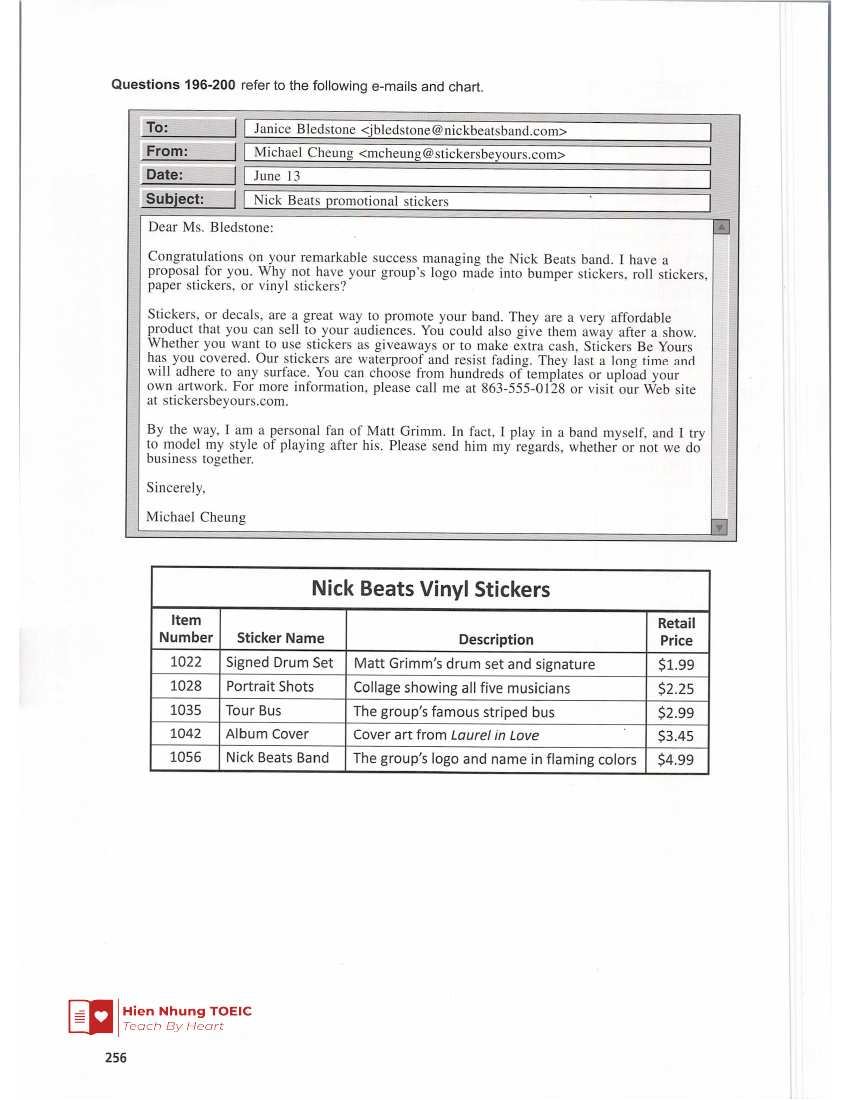 Questions 196-200 refer to the following e-mails and chart.
To: Janice Bledstone <jbledstone@nickbeatsband.com>
From: Michael Cheung <mcheung@stickersbeyours.com>
Date: June 13
Subject: Nick Beats promotional stickers
Dear Ms. Bledstone:
Congratulations on your remarkable success managing the Nick Beats band. I have a
proposal for you. Why not have your group's logo made into bumper stickers, roll stickers,
paper stickers, or vinyl stickers?
Stickers, or decals, are a great way to promote your band. They are a very affordable
product that you can sell to your audiences. You could also give them away after a show.
Whether you want to use stickers as giveaways or to make extra cash, Stickers Be Yours
has you covered. Our stickers are waterproof and resist fading. They last a long time and
will adhere to any surface. You can choose from hundreds of templates or upload your
own artwork. For more information, please call me at 863-555-0128 or visit our Web site
at stickersbeyours.com.
By the way, I am a personal fan of Matt Grimm. In fact, I play in a band myself, and I try
to model my style of playing after his. Please send him my regards, whether or not we do
business together.
Sincerely,
Michael Cheung
Nick Beats Vinyl Stickers
Item Number Sticker Name Description Retail Price
1022 Signed Drum Set Matt Grimm's drum set and signature $1.99
1028 Portrait Shots Collage showing all five musicians $2.25
1035 Tour Bus The group's famous striped bus $2.99
1042 Album Cover Cover art from Laurel in Love $3.45
1056 Nick Beats Band The group's logo and name in flaming colors $4.99
Hien Nhung TOEIC
Teach By Heart
256